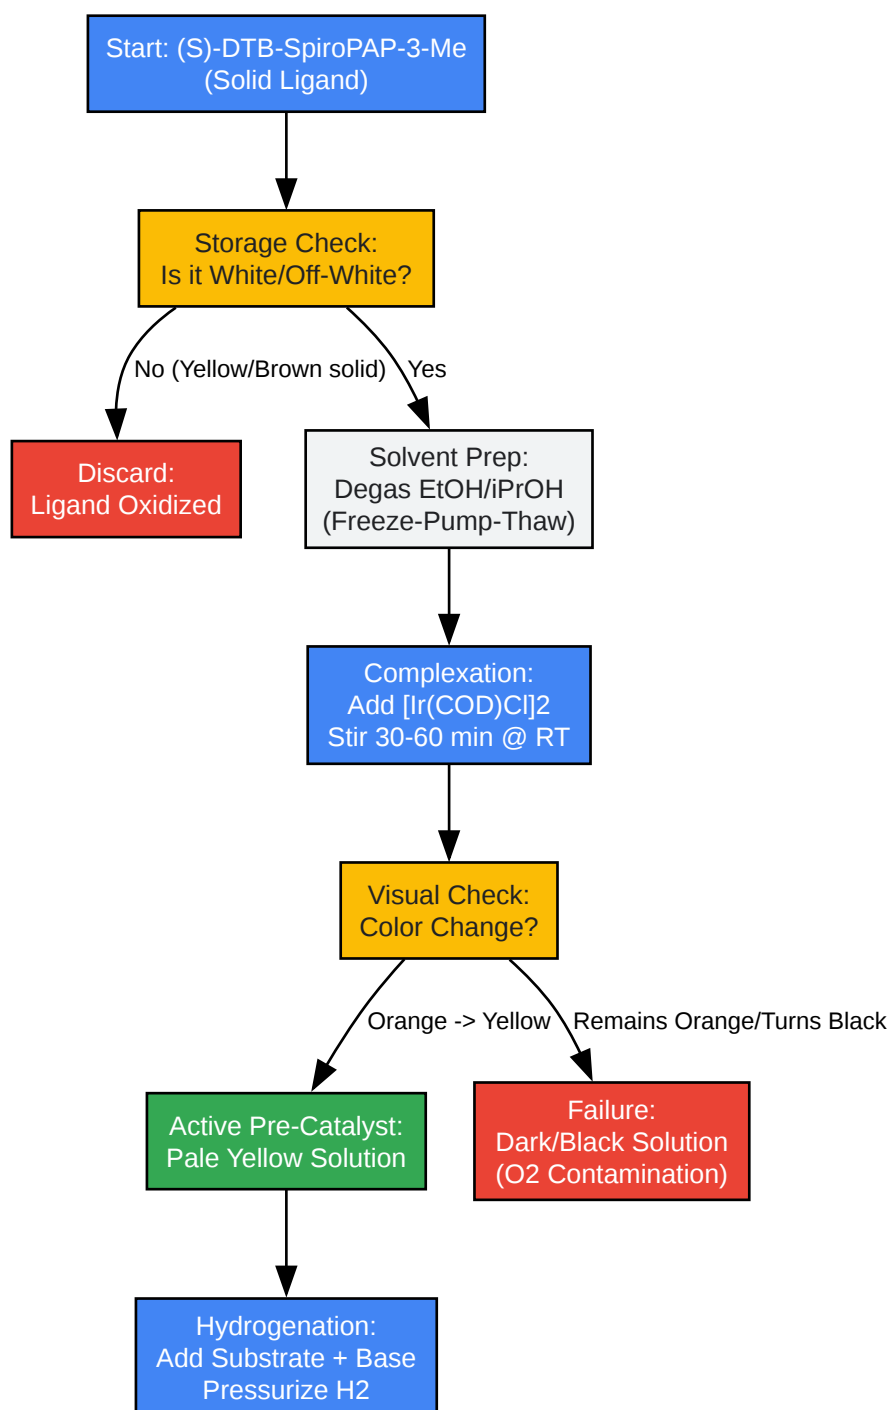 Start: (S)-DTB-SpiroPAP-3-Me
(Solid Ligand)
Storage Check:
Is it White/Off-White?
No (Yellow/Brown solid)
Yes
Discard:
Ligand Oxidized
Solvent Prep:
Degas EtOH/iPrOH
(Freeze-Pump-Thaw)
Complexation:
Add [Ir(COD)Cl]2
Stir 30-60 min @ RT
Visual Check:
Color Change?
Orange -> Yellow
Remains Orange/Turns Black
Active Pre-Catalyst:
Pale Yellow Solution
Failure:
Dark/Black Solution
(O2 Contamination)
Hydrogenation:
Add Substrate + Base
Pressurize H2